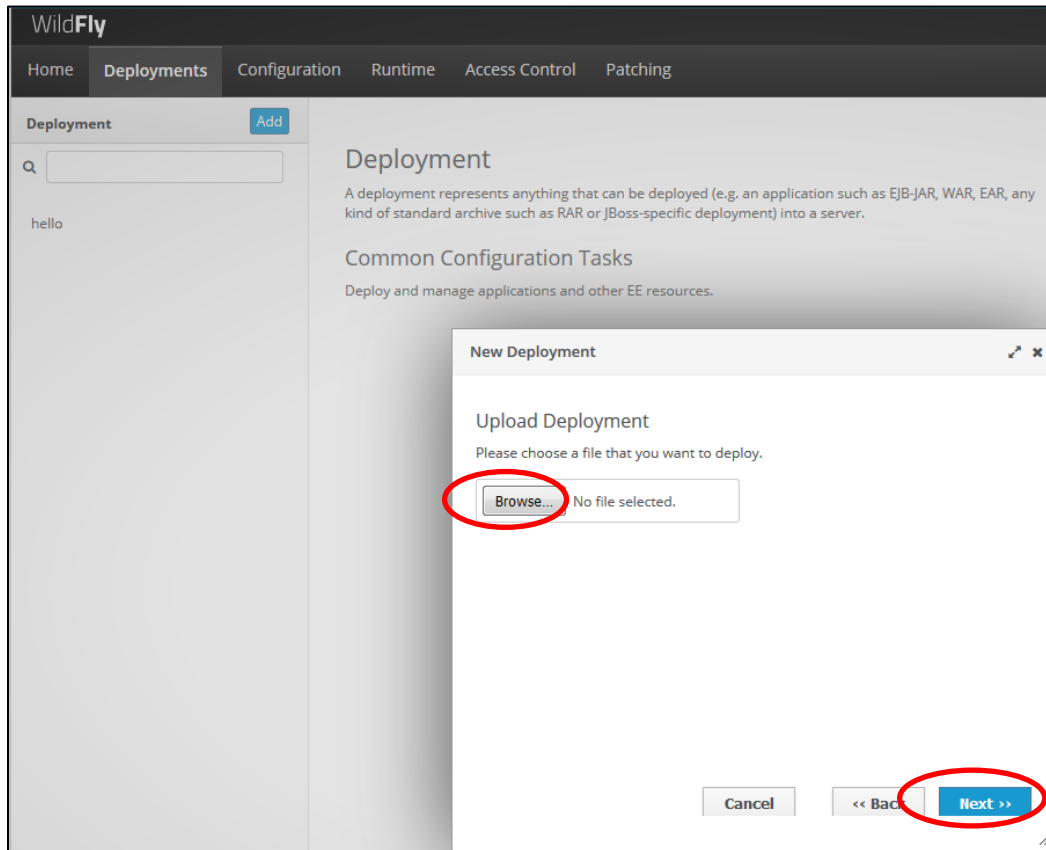 WildFly
Home Deployments Configuration Runtime Access Control Patching
Deployment Add
hello
Deployment
A deployment represents anything that can be deployed (e.g. an application such as EJB-JAR, WAR, EAR, any
kind of standard archive such as RAR or JBoss-specific deployment) into a server.
Common Configuration Tasks
Deploy and manage applications and other EE resources.
New Deployment
Upload Deployment
Please choose a file that you want to deploy.
Browse... No file selected.
Cancel << Back Next >>